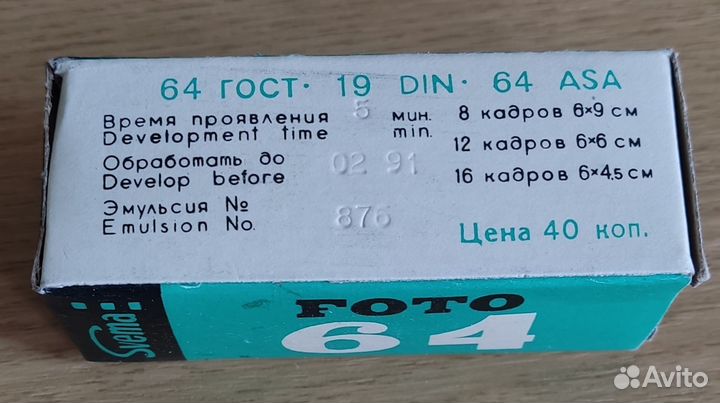 64 ГОСТ · 19 DIN · 64 ASA
Время проявления 5 мин.
Development time min.
Обработать до 02 91
Develop before
Эмульсия № 876
Emulsion No.
8 кадров 6×9 см
12 кадров 6×6 см
16 кадров 6×4,5 см
Цена 40 коп.
Svema
FOTO
64
Avito